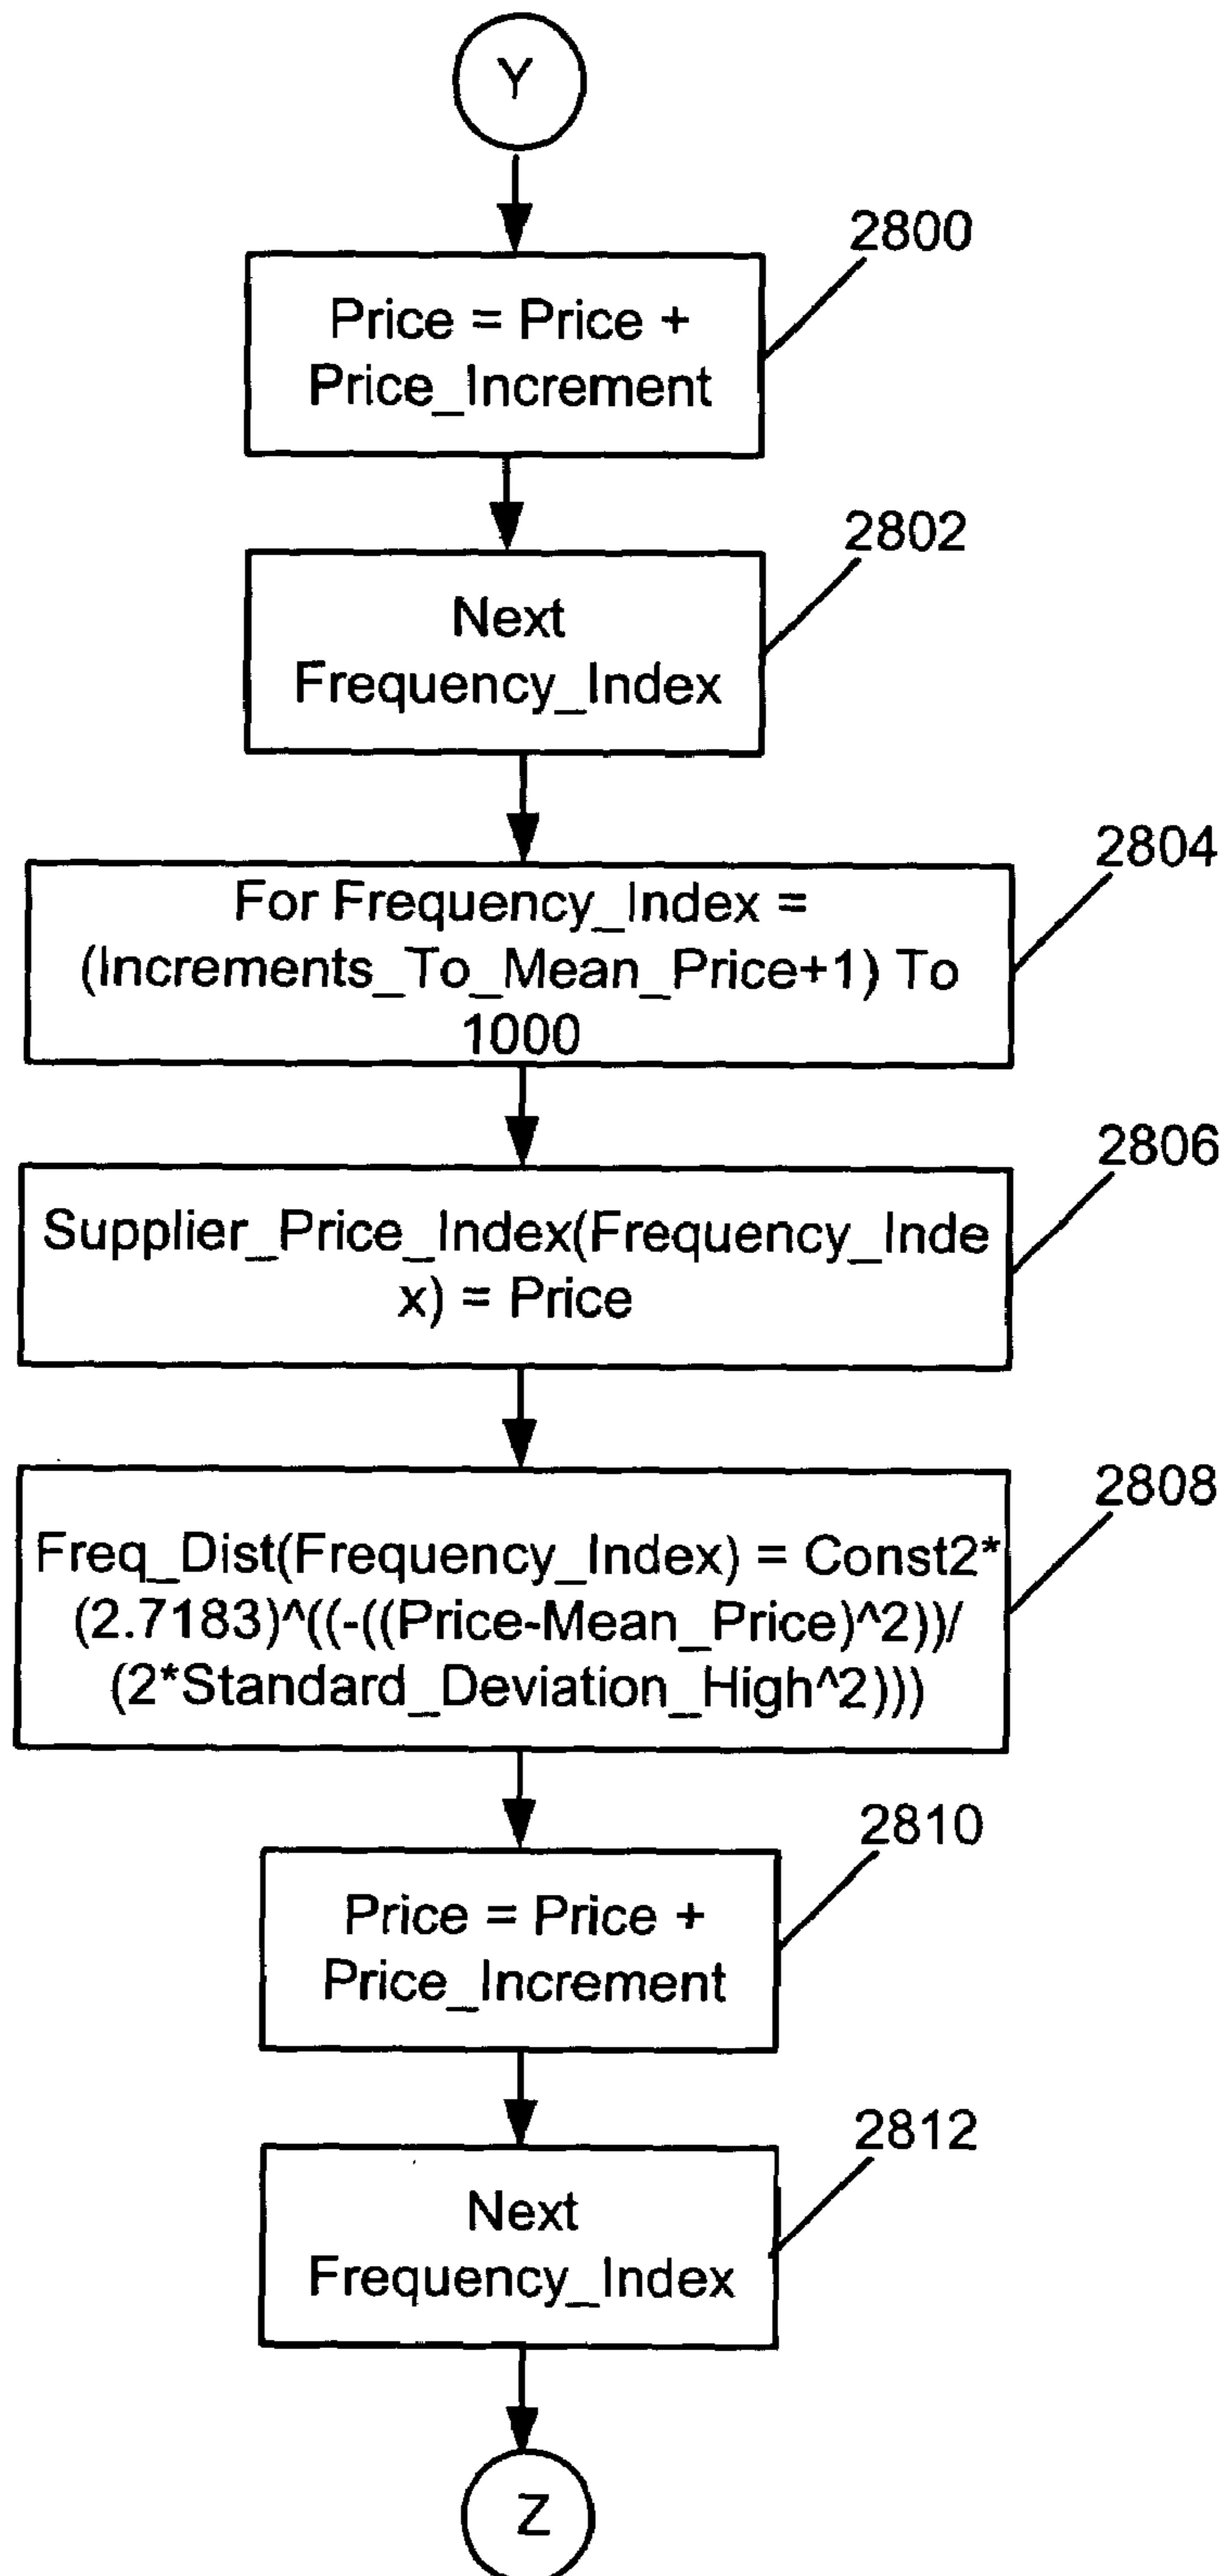 Y
2800
Price = Price +
Price_Increment
2802
Next
Frequency_Index
2804
For Frequency_Index =
(Increments_To_Mean_Price+1) To
1000
2806
Supplier_Price_Index(Frequency_Inde
x) = Price
2808
Freq_Dist(Frequency_Index) = Const2*
(2.7183)^((-((Price-Mean_Price)^2))/
(2*Standard_Deviation_High^2)))
2810
Price = Price +
Price_Increment
2812
Next
Frequency_Index
Z